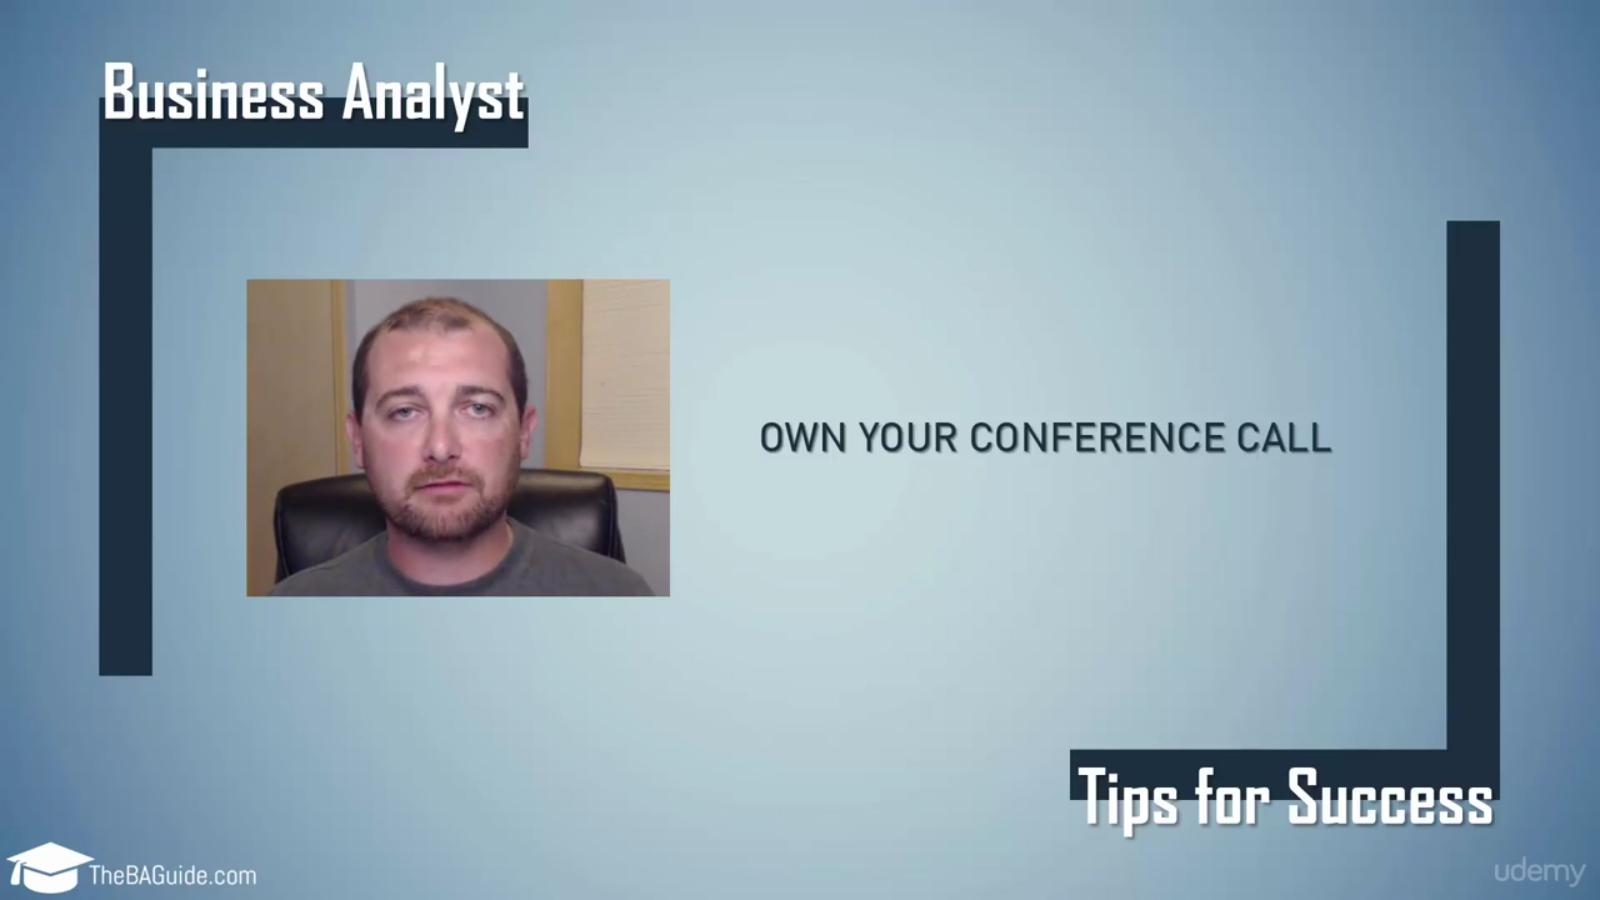 Business Analyst
OWN YOUR CONFERENCE CALL
Tips for Success
TheBAGuide.com
udemy